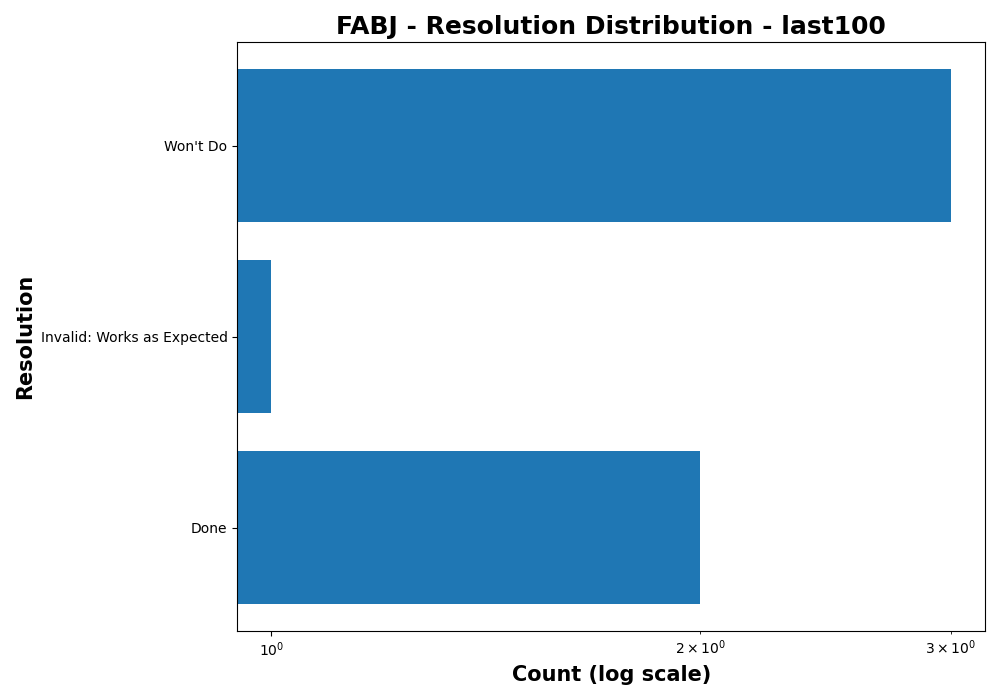 FABJ - Resolution Distribution - last100
Resolution
Won't Do
Invalid: Works as Expected
Done
10⁰
2 × 10⁰
3 × 10⁰
Count (log scale)